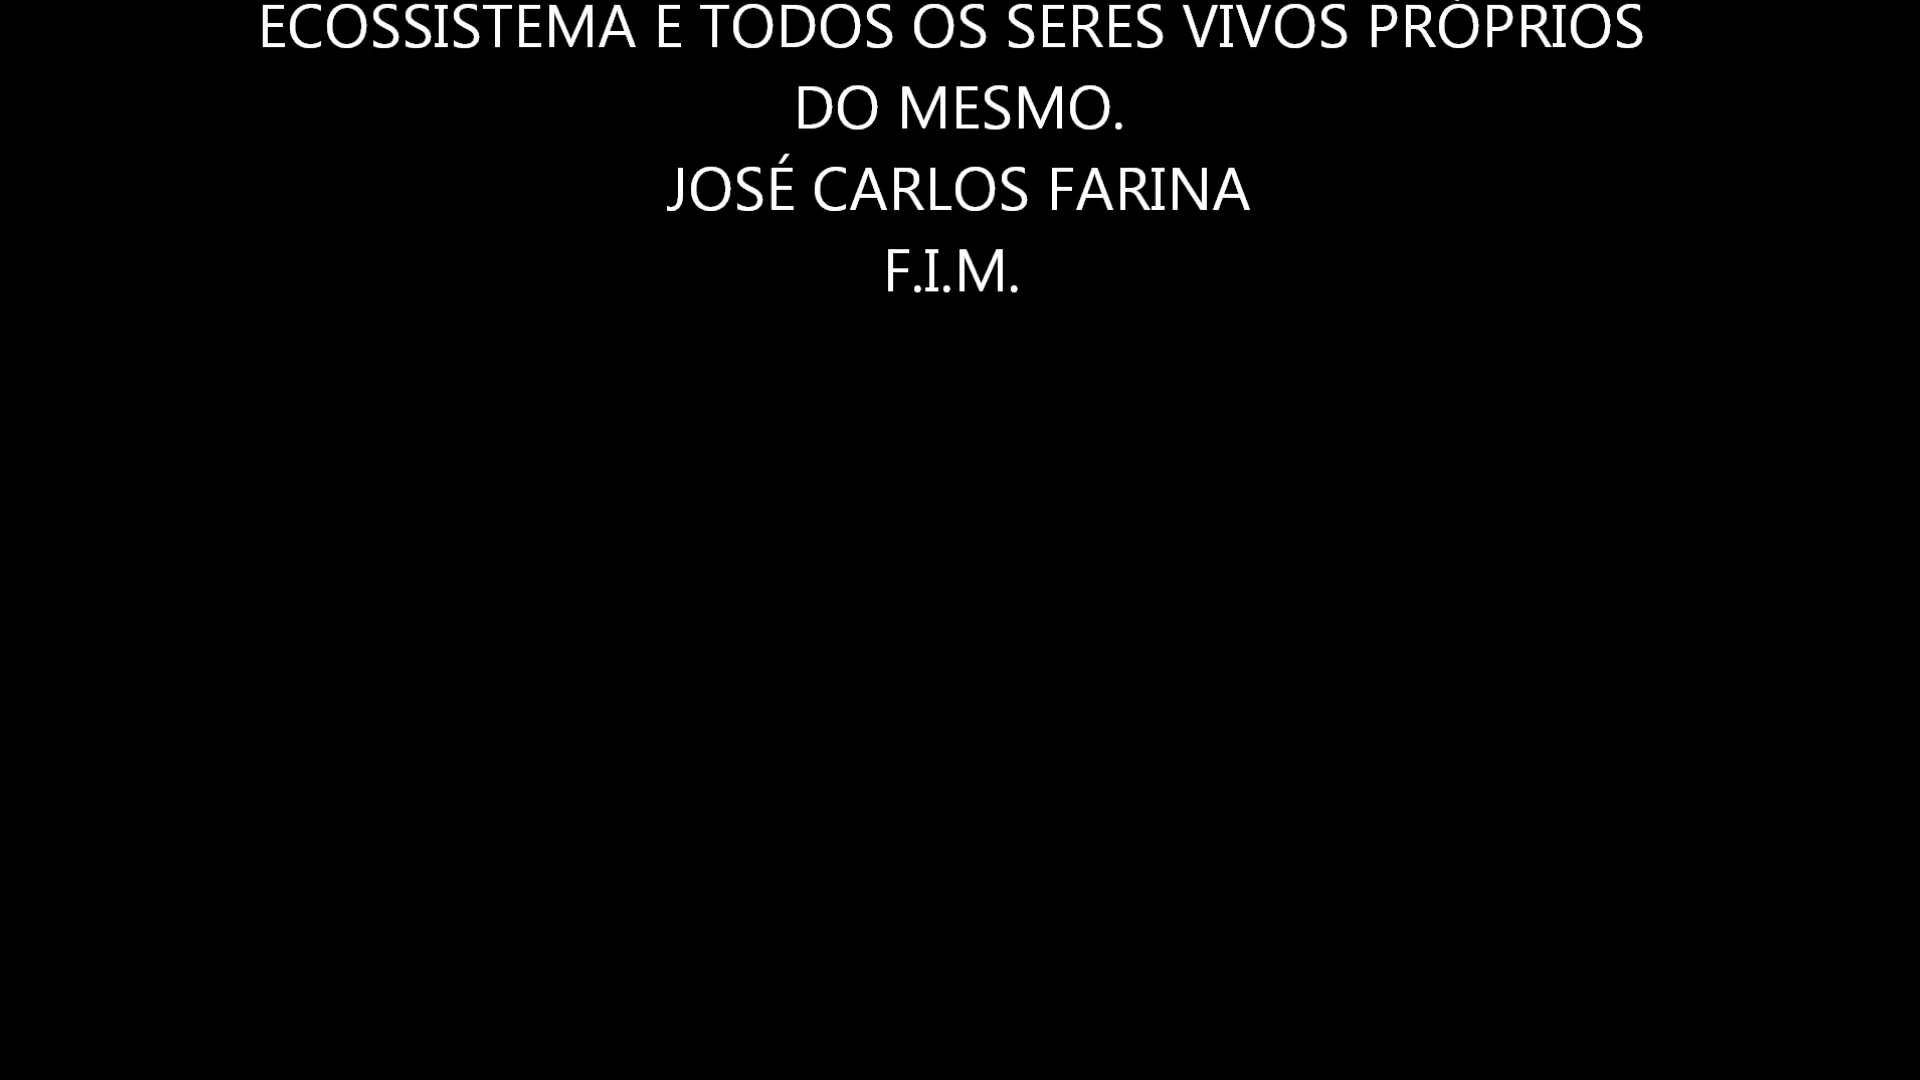 ECOSSISTEMA E TODOS OS SERES VIVOS PRÓPRIOS
DO MESMO.
JOSÉ CARLOS FARINA
F.I.M.